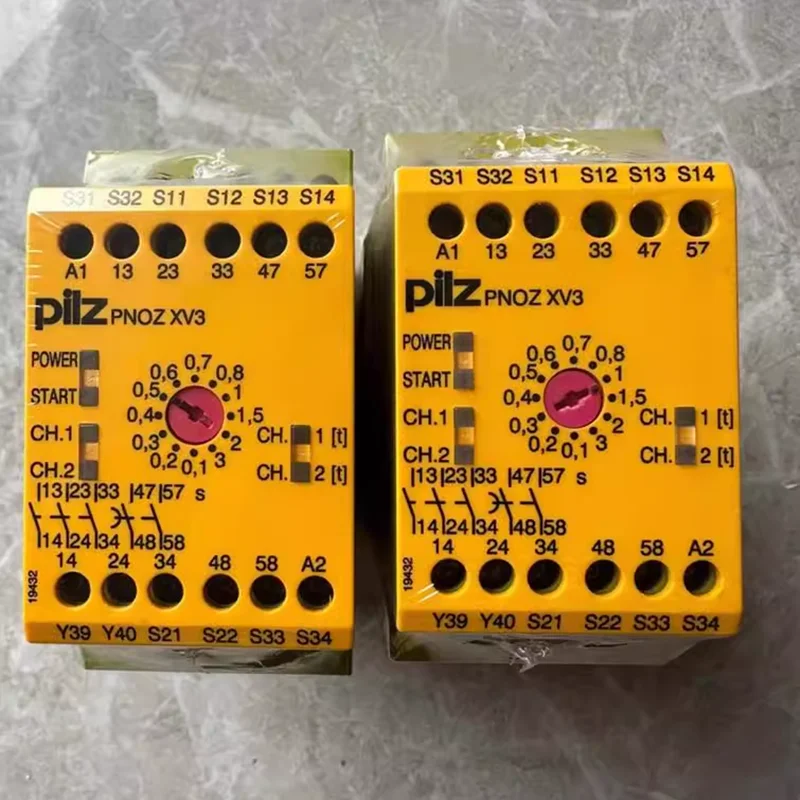 S31 S32 S11 S12 S13 S14
A1 13 23 33 47 57
pilz PNOZ XV3
POWER
START
CH.1
CH.2
0,1 0,2 0,3 0,4 0,5 0,6 0,7 0,8 1 1,5 2 3
CH. 1 [t]
CH. 2 [t]
13 23 33 47 57 s
14 24 34 48 58
19432
14 24 34 48 58 A2
Y39 Y40 S21 S22 S33 S34
S31 S32 S11 S12 S13 S14
A1 13 23 33 47 57
pilz PNOZ XV3
POWER
START
CH.1
CH.2
0,1 0,2 0,3 0,4 0,5 0,6 0,7 0,8 1 1,5 2 3
CH. 1 [t]
CH. 2 [t]
13 23 33 47 57 s
14 24 34 48 58
19432
14 24 34 48 58 A2
Y39 Y40 S21 S22 S33 S34